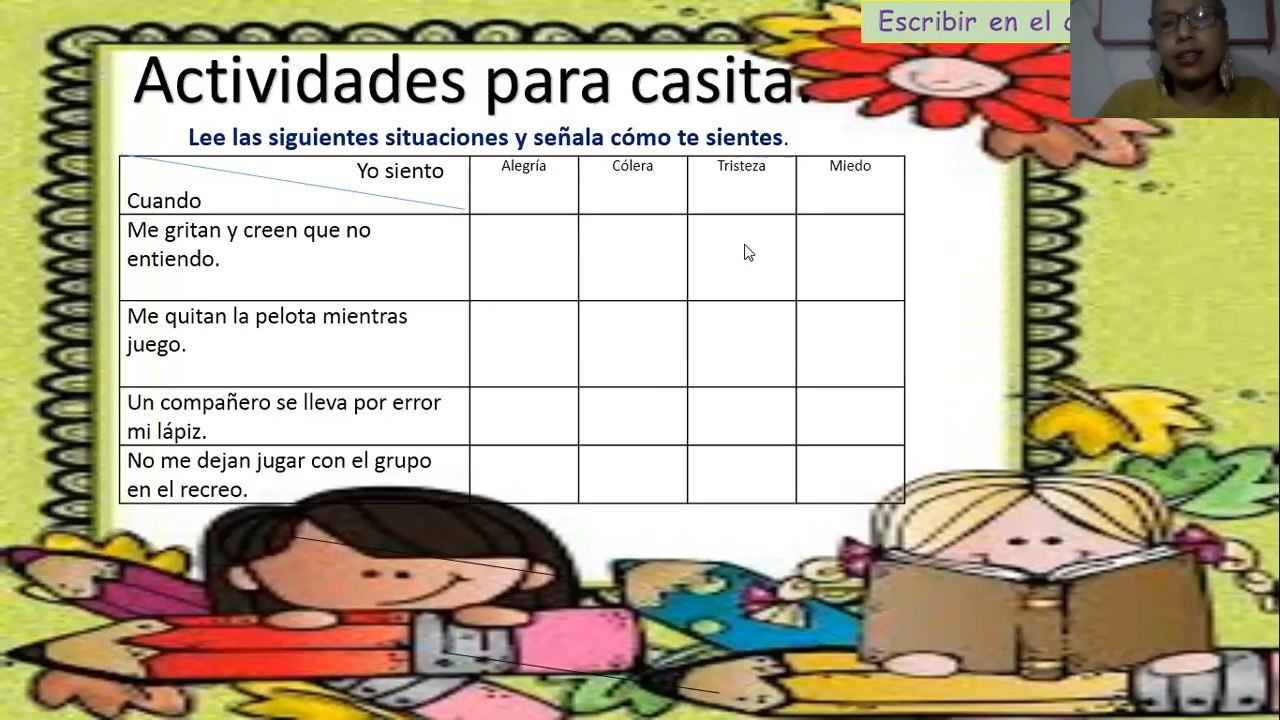 Escribir en el
Actividades para casita.
Lee las siguientes situaciones y señala cómo te sientes.
Yo siento
Cuando
Alegría
Cólera
Tristeza
Miedo
Me gritan y creen que no
entiendo.
Me quitan la pelota mientras
juego.
Un compañero se lleva por error
mi lápiz.
No me dejan jugar con el grupo
en el recreo.